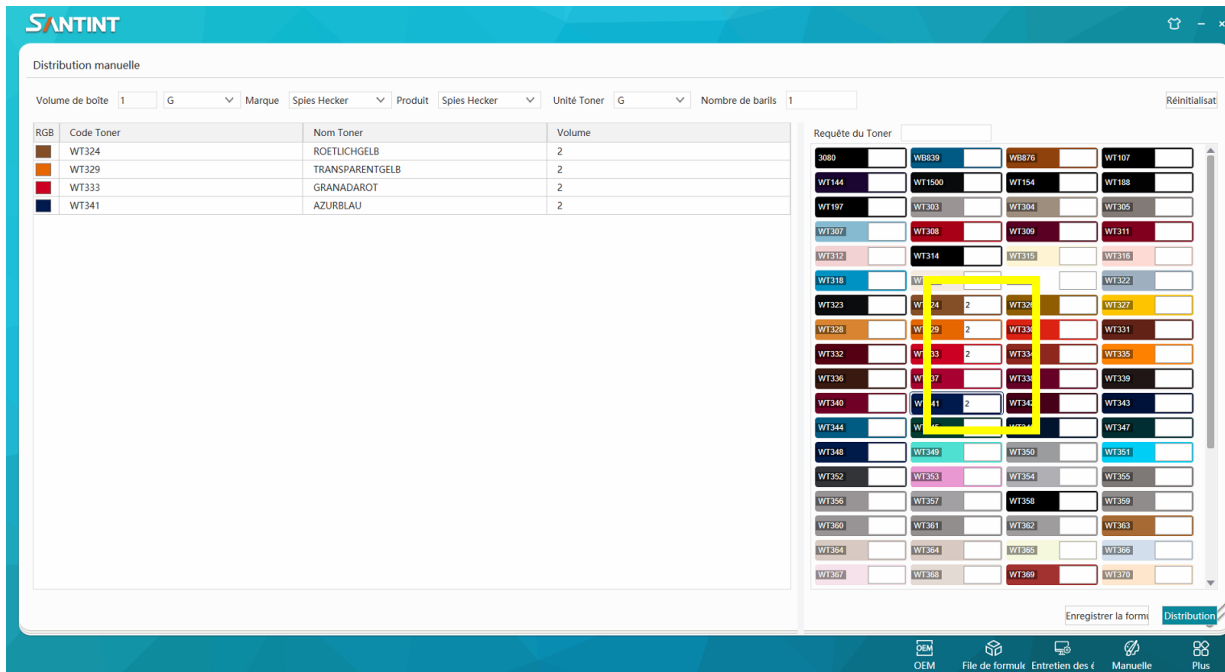 SANTINT
Distribution manuelle
Volume de boîte 1 G Marque Spies Hecker Produit Spies Hecker Unité Toner G Nombre de barils 1 Réinitialisat
RGB Code Toner Nom Toner Volume
WT324 ROETLICHGELB 2
WT329 TRANSPARENTGELB 2
WT333 GRANADAROT 2
WT341 AZURBLAU 2
Requête du Toner
3080 WB839 WB876 WT107
WT144 WT1500 WT154 WT188
WT197 WT303 WT304 WT305
WT307 WT308 WT309 WT311
WT312 WT314 WT315 WT316
WT318 WT322
WT323 2 WT327
WT328 2 WT331
WT332 2 WT335
WT336 WT339
WT340 2 WT343
WT344 WT347
WT348 WT349 WT350 WT351
WT352 WT353 WT354 WT355
WT356 WT357 WT358 WT359
WT360 WT361 WT362 WT363
WT364 WT364 WT365 WT366
WT367 WT368 WT369 WT370
Enregistrer la formu Distribution
OEM
OEM File de formule Entretien des é Manuelle Plus